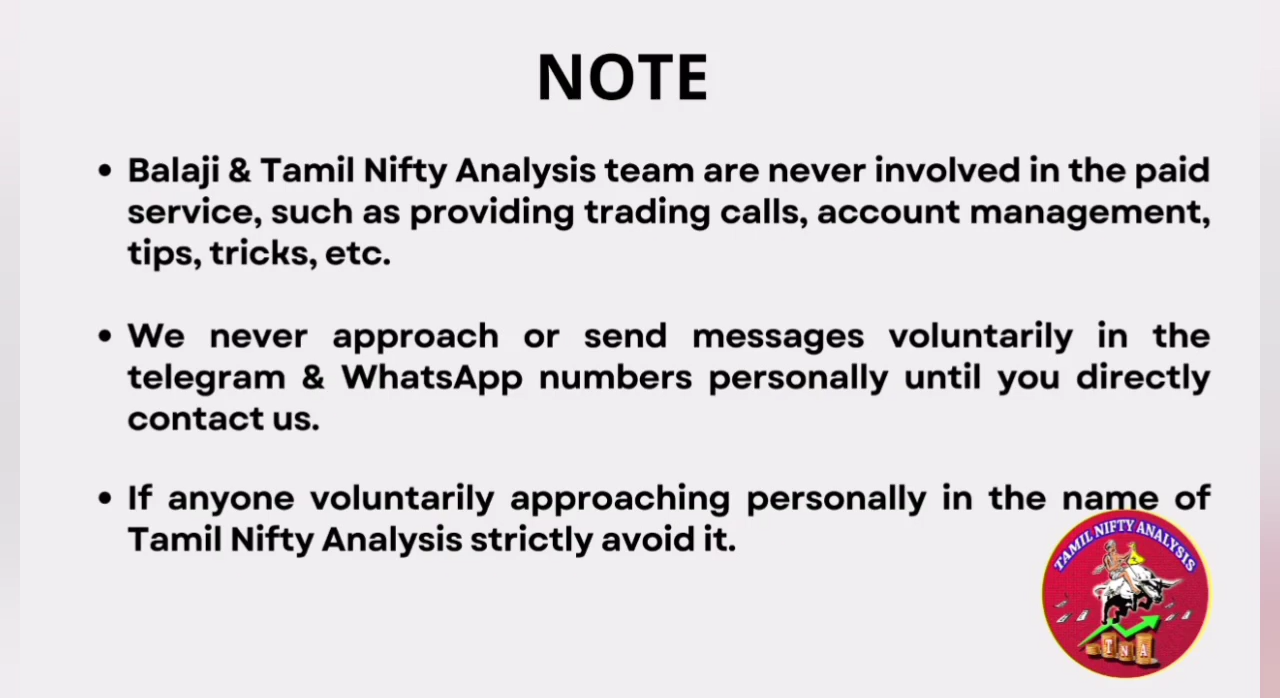 NOTE
• Balaji & Tamil Nifty Analysis team are never involved in the paid
service, such as providing trading calls, account management,
tips, tricks, etc.
• We never approach or send messages voluntarily in the
telegram & WhatsApp numbers personally until you directly
contact us.
• If anyone voluntarily approaching personally in the name of
Tamil Nifty Analysis strictly avoid it.
TAMIL NIFTY ANALYSIS
T N A